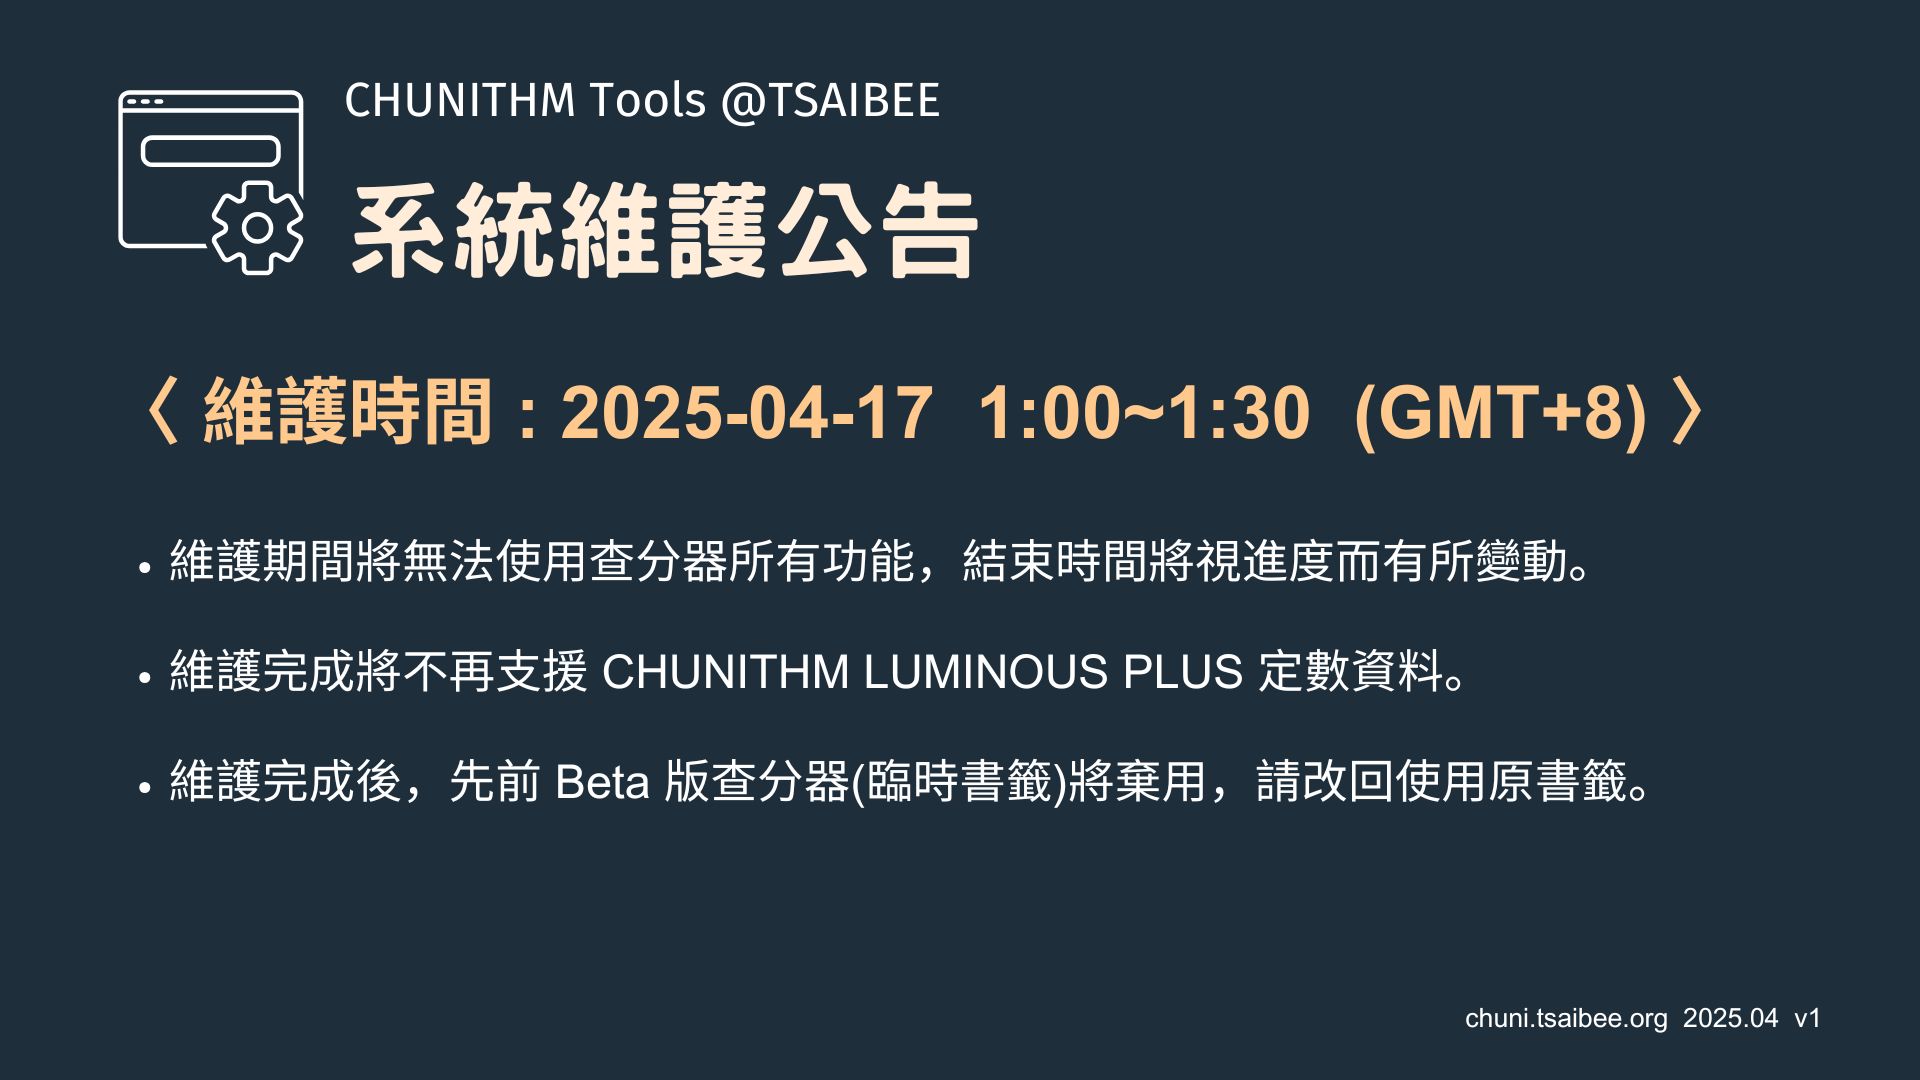 CHUNITHM Tools @TSAIBEE
系統維護公告
〈 維護時間 : 2025-04-17 1:00~1:30 (GMT+8) 〉
• 維護期間將無法使用查分器所有功能，結束時間將視進度而有所變動。
• 維護完成將不再支援 CHUNITHM LUMINOUS PLUS 定數資料。
• 維護完成後，先前 Beta 版查分器(臨時書籤)將棄用，請改回使用原書籤。
chuni.tsaibee.org 2025.04 v1